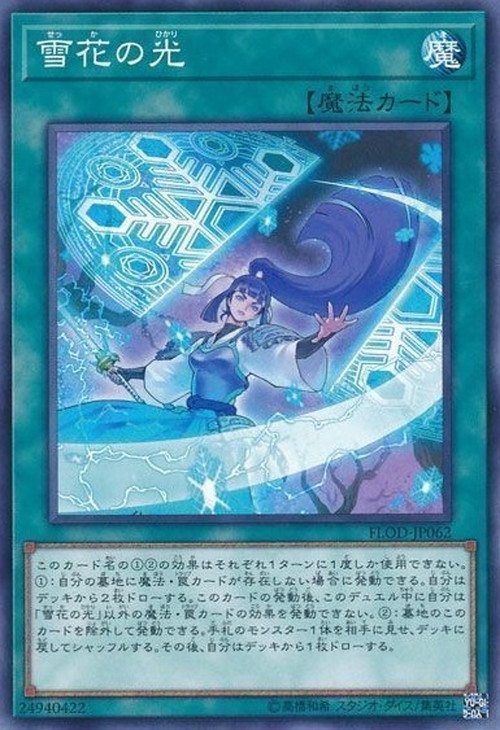 せっか ひかり
雪花の光
魔
ま ほう
【魔法カード】
FLOD-JP062
このカード名の①②の効果はそれぞれ1ターンに1度しか使用できない。
①:自分の墓地に魔法・罠カードが存在しない場合に発動できる。自分は
デッキから2枚ドローする。このカードの発動後、このデュエル中に自分は
「雪花の光」以外の魔法・罠カードの効果を発動できない。②:墓地のこの
カードを除外して発動できる。手札のモンスター1体を相手に見せ、デッキに
戻してシャッフルする。その後、自分はデッキから1枚ドローする。
24940422
©高橋和希 スタジオ・ダイス/集英社